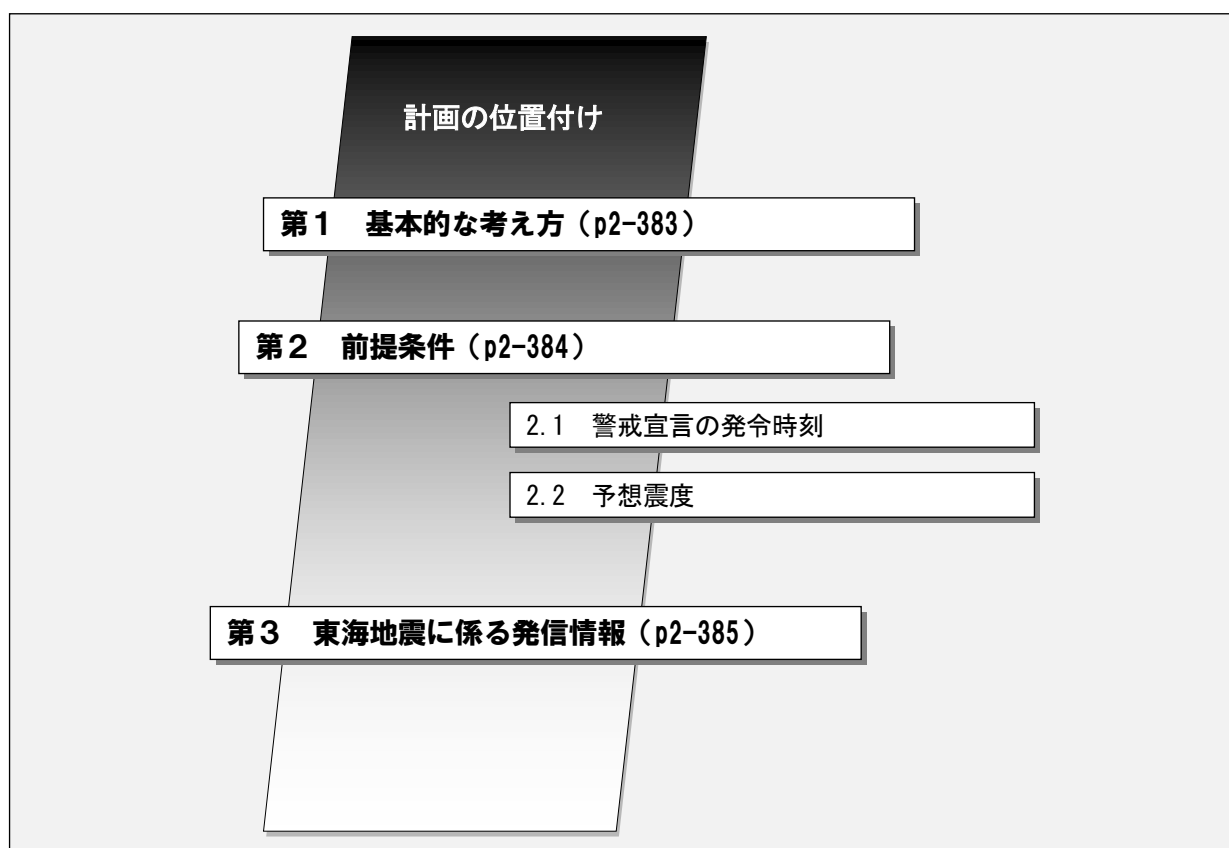 計画の位置付け
第１　基本的な考え方（p2-383）
第２　前提条件（p2-384）
2.1　警戒宣言の発令時刻
2.2　予想震度
第３　東海地震に係る発信情報（p2-385）